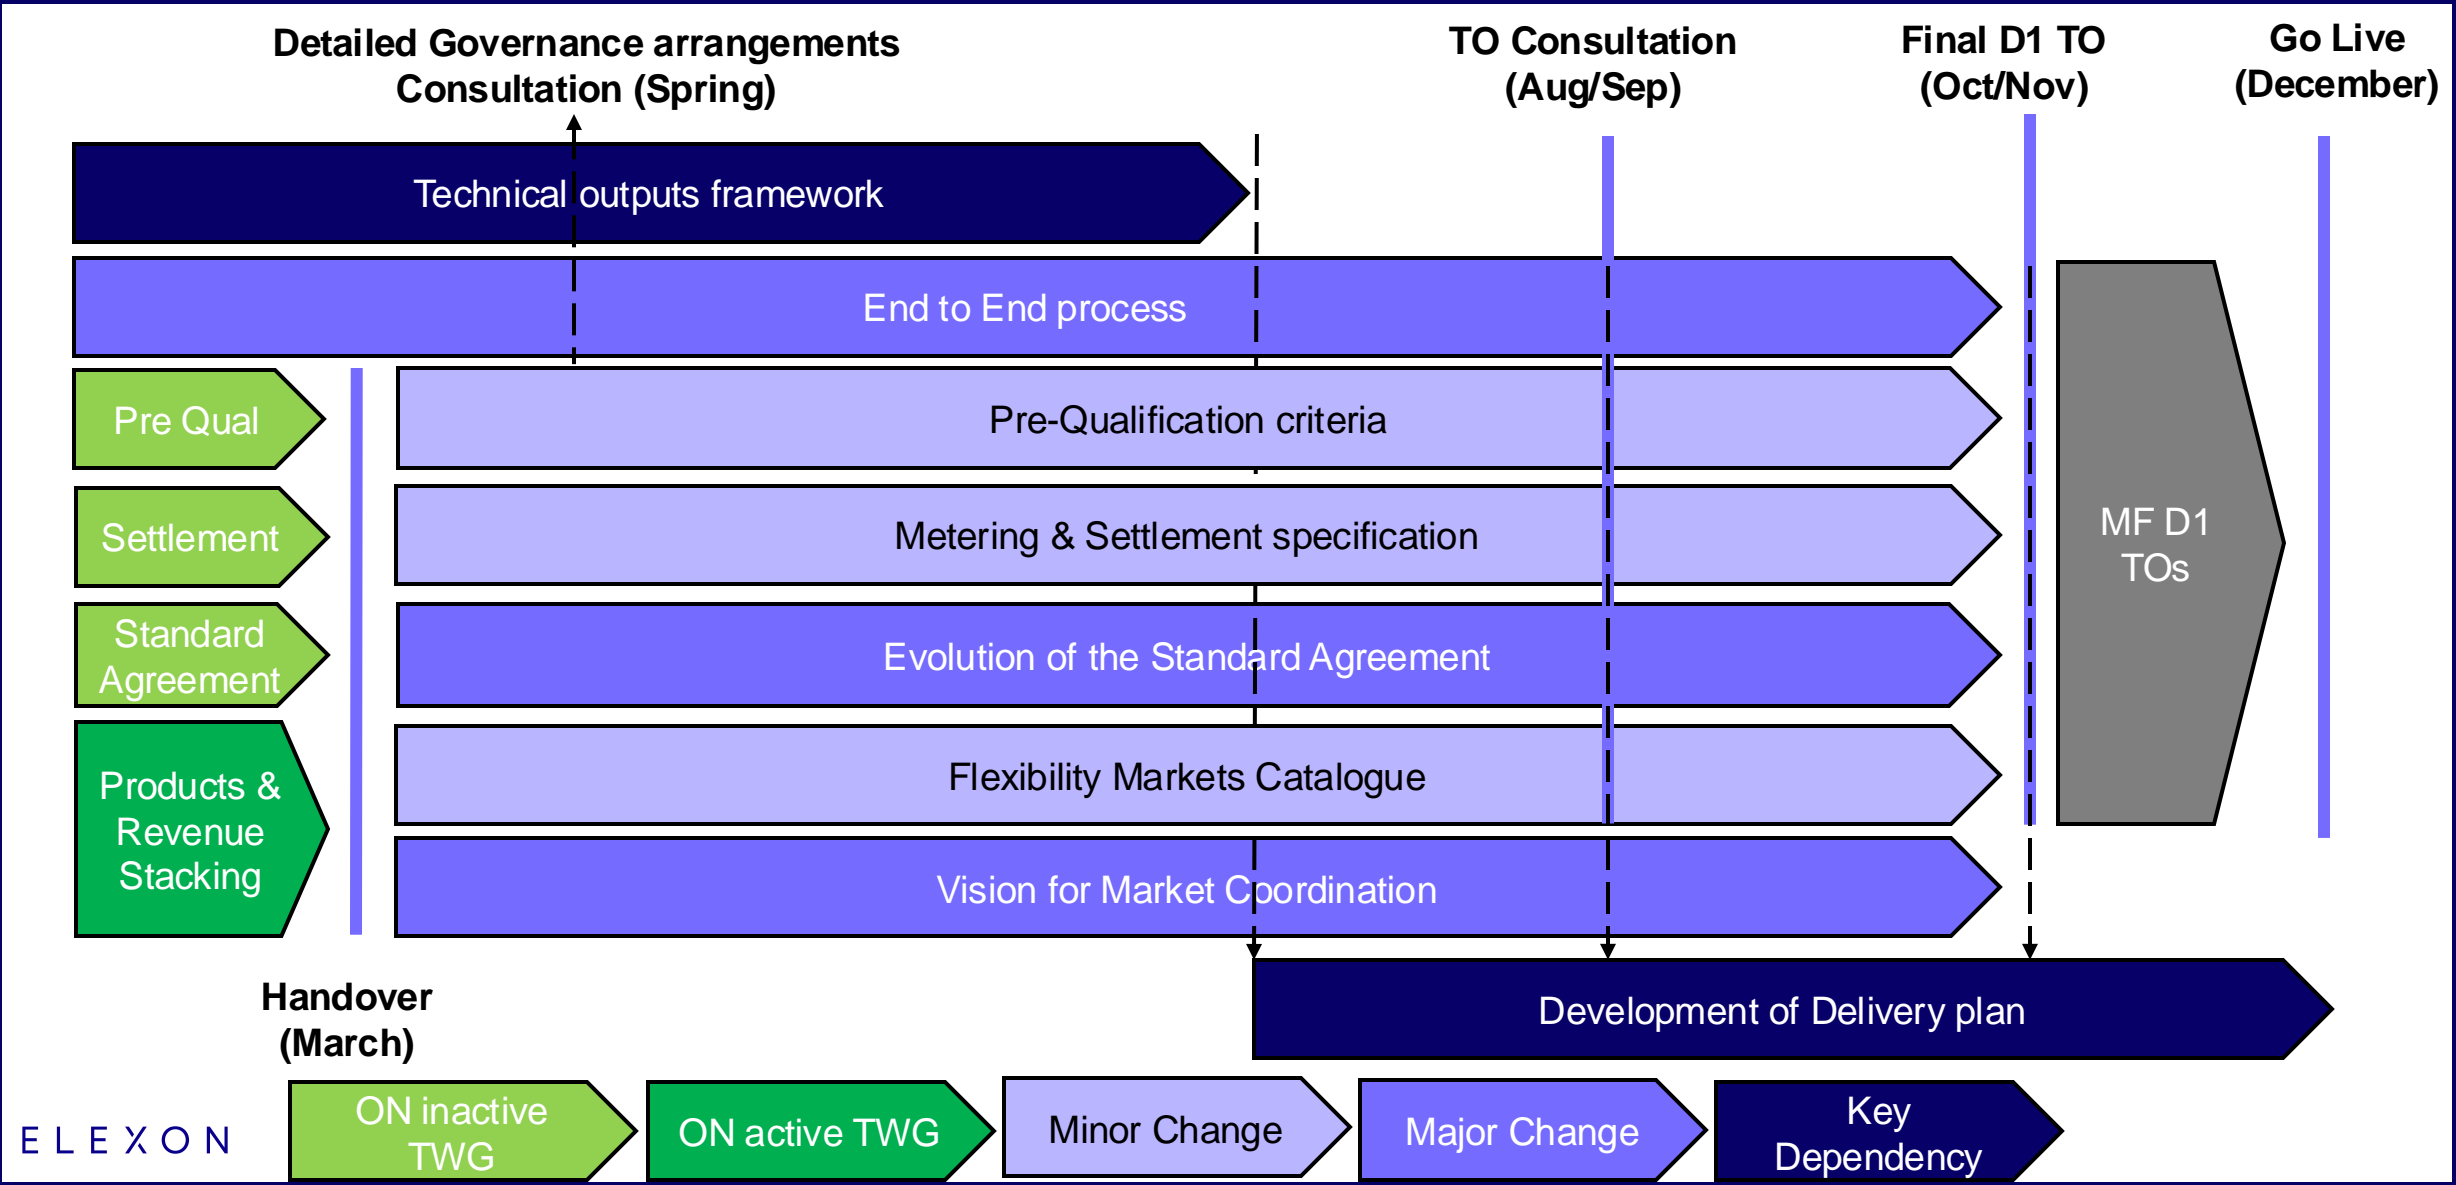 Detailed Governance arrangements
Consultation (Spring)
TO Consultation
(Aug/Sep)
Final D1 TO
(Oct/Nov)
Go Live
(December)
Technical outputs framework
End to End process
Pre Qual
Pre-Qualification criteria
Settlement
Metering & Settlement specification
Standard
Agreement
Evolution of the Standard Agreement
Products &
Revenue
Stacking
Flexibility Markets Catalogue
Vision for Market Coordination
MF D1
TOs
Handover
(March)
Development of Delivery plan
ELEXON
ON inactive
TWG
ON active TWG
Minor Change
Major Change
Key
Dependency